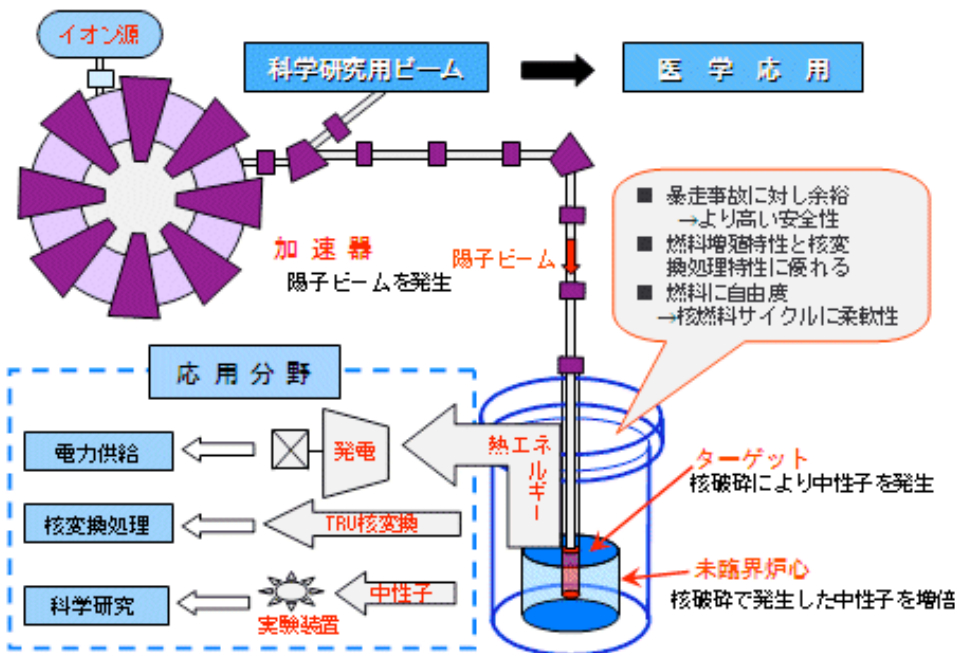 イオン源
科学研究用ビーム
医学応用
加速器
陽子ビームを発生
陽子ビーム
■ 暴走事故に対し余裕
→より高い安全性
■ 燃料増殖特性と核変
換処理特性に優れる
■ 燃料に自由度
→核燃料サイクルに柔軟性
応用分野
電力供給
発電
熱エネ
ルギー
核変換処理
TRU核変換
科学研究
実験装置
中性子
ターゲット
核破砕により中性子を発生
未臨界炉心
核破砕で発生した中性子を増倍